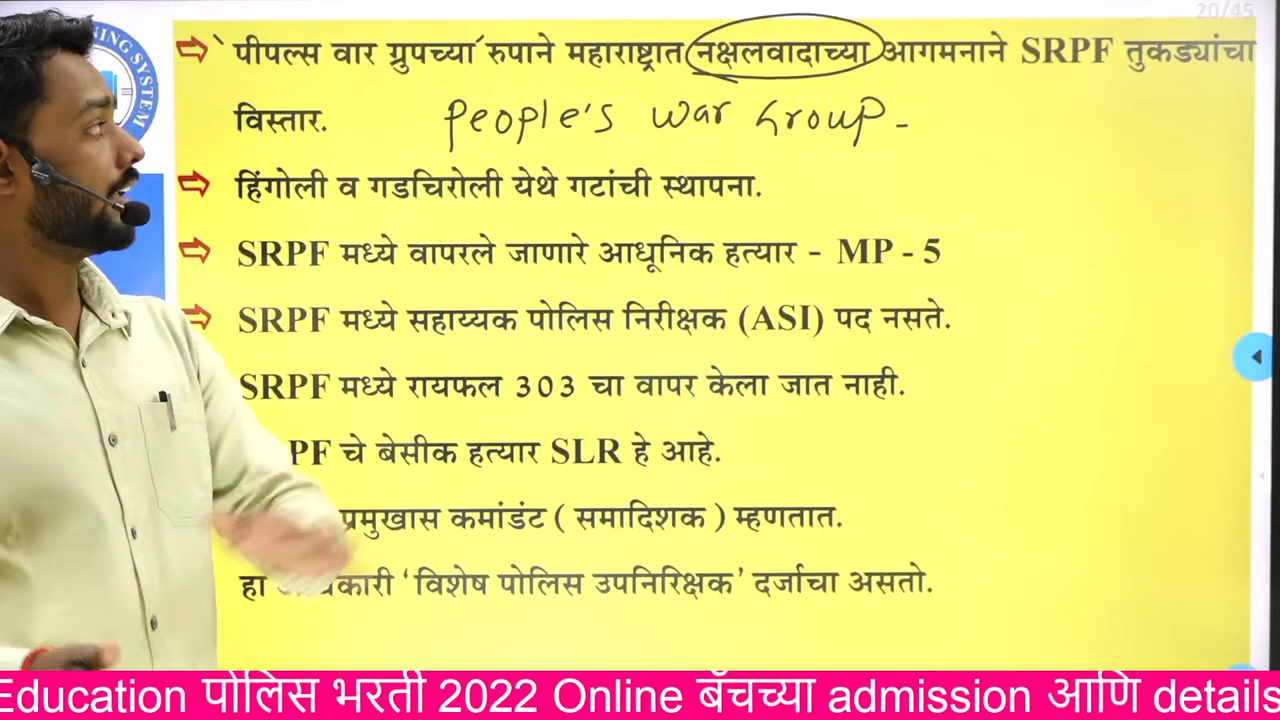 20/45
NING SYSTEM
` पीपल्स वार ग्रुपच्या´ रुपाने महाराष्ट्रात नक्षलवादाच्या आगमनाने SRPF तुकड्यांचा
विस्तार.
People's war Group -
हिंगोली व गडचिरोली येथे गटांची स्थापना.
SRPF मध्ये वापरले जाणारे आधूनिक हत्यार - MP - 5
SRPF मध्ये सहाय्यक पोलिस निरीक्षक (ASI) पद नसते.
SRPF मध्ये रायफल 303 चा वापर केला जात नाही.
PF चे बेसीक हत्यार SLR हे आहे.
प्रमुखास कमांडंट ( समादिशक ) म्हणतात.
हा कारी ‘विशेष पोलिस उपनिरिक्षक’ दर्जाचा असतो.
Education पोलिस भरती 2022 Online बॅचच्या admission आणि details